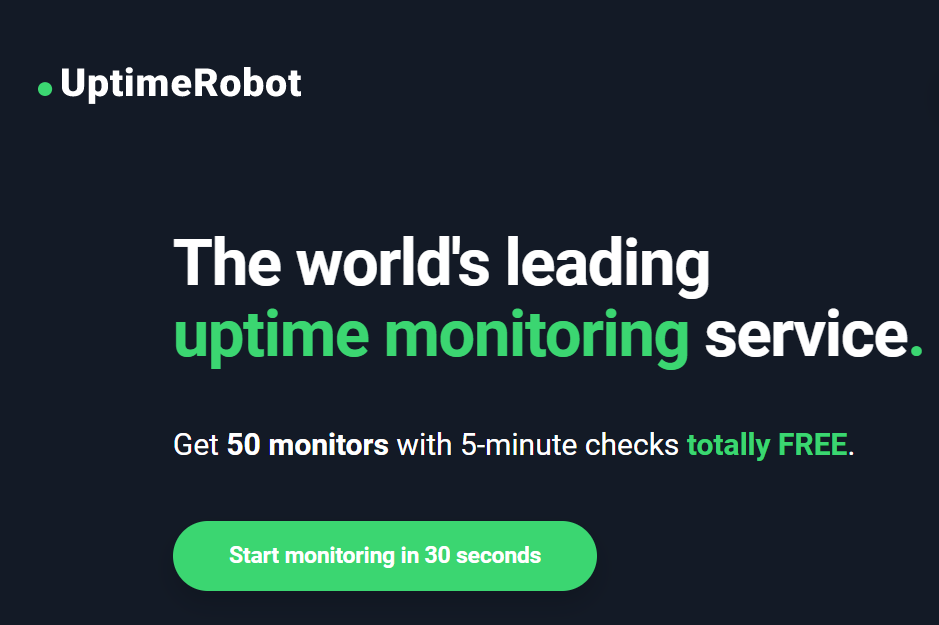 UptimeRobot
The world's leading
uptime monitoring service.
Get 50 monitors with 5-minute checks totally FREE.
Start monitoring in 30 seconds